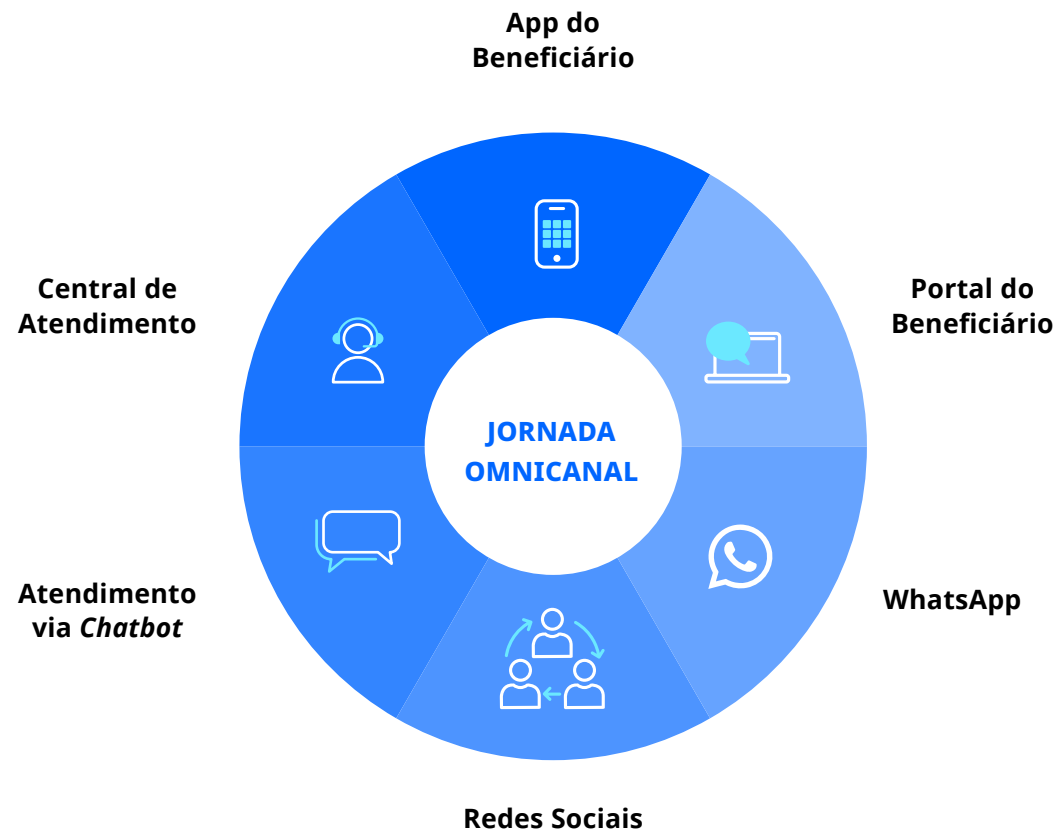 App do
Beneficiário
Central de
Atendimento
Portal do
Beneficiário
JORNADA
OMNICANAL
Atendimento
via Chatbot
WhatsApp
Redes Sociais